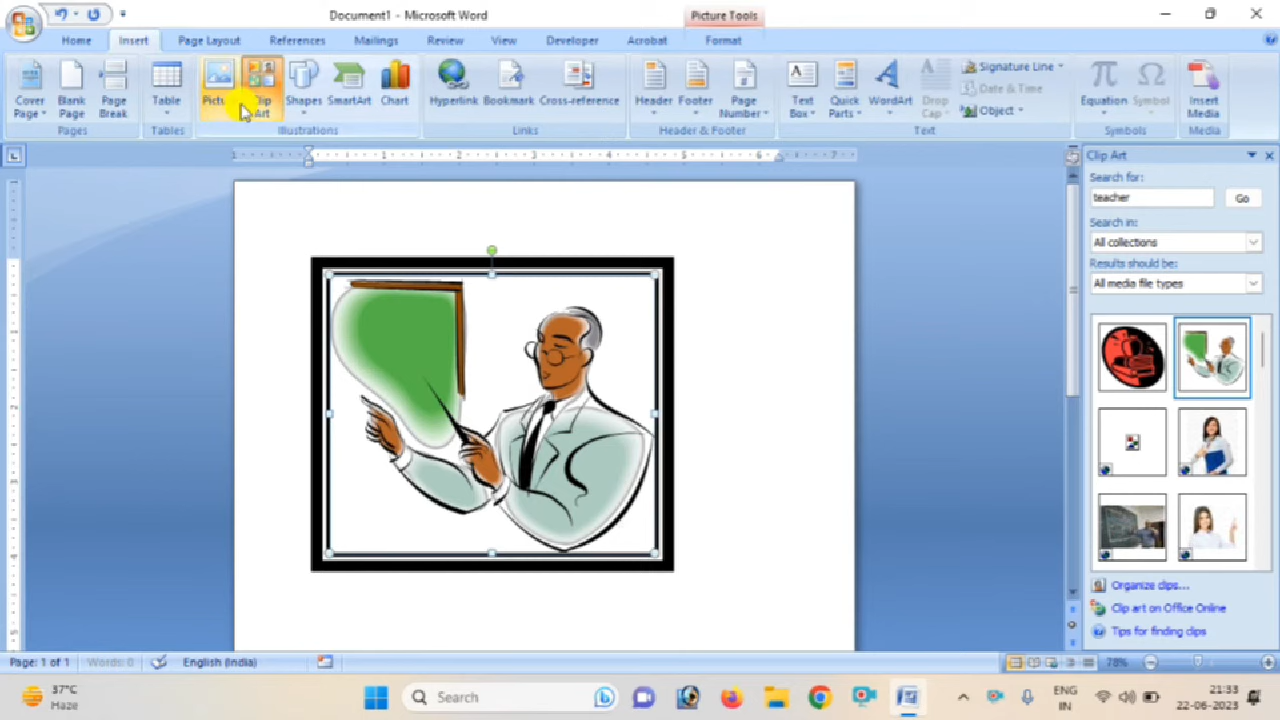 Document1 - Microsoft Word
Picture Tools
Home Insert Page Layout References Mailings Review View Developer Acrobat Format
Cover Page
Blank Page
Page Break
Table
Clip Art
Shapes
SmartArt
Chart
Hyperlink
Bookmark
Cross-reference
Header
Footer
Page Number
Text Box
Quick Parts
WordArt
Drop Cap
Signature Line
Date & Time
Object
Equation
Symbol
Insert Media
Pages Tables Illustrations Links Header & Footer Text Symbols Media
Clip Art
Search for:
teacher Go
Search in:
All collections
Results should be:
All media file types
Organize clips...
Clip art on Office Online
Tips for finding clips
Page: 1 of 1 Words: 0 English (India) 78%
37°C
Haze
Search
ENG
IN
21:33
22-06-2023